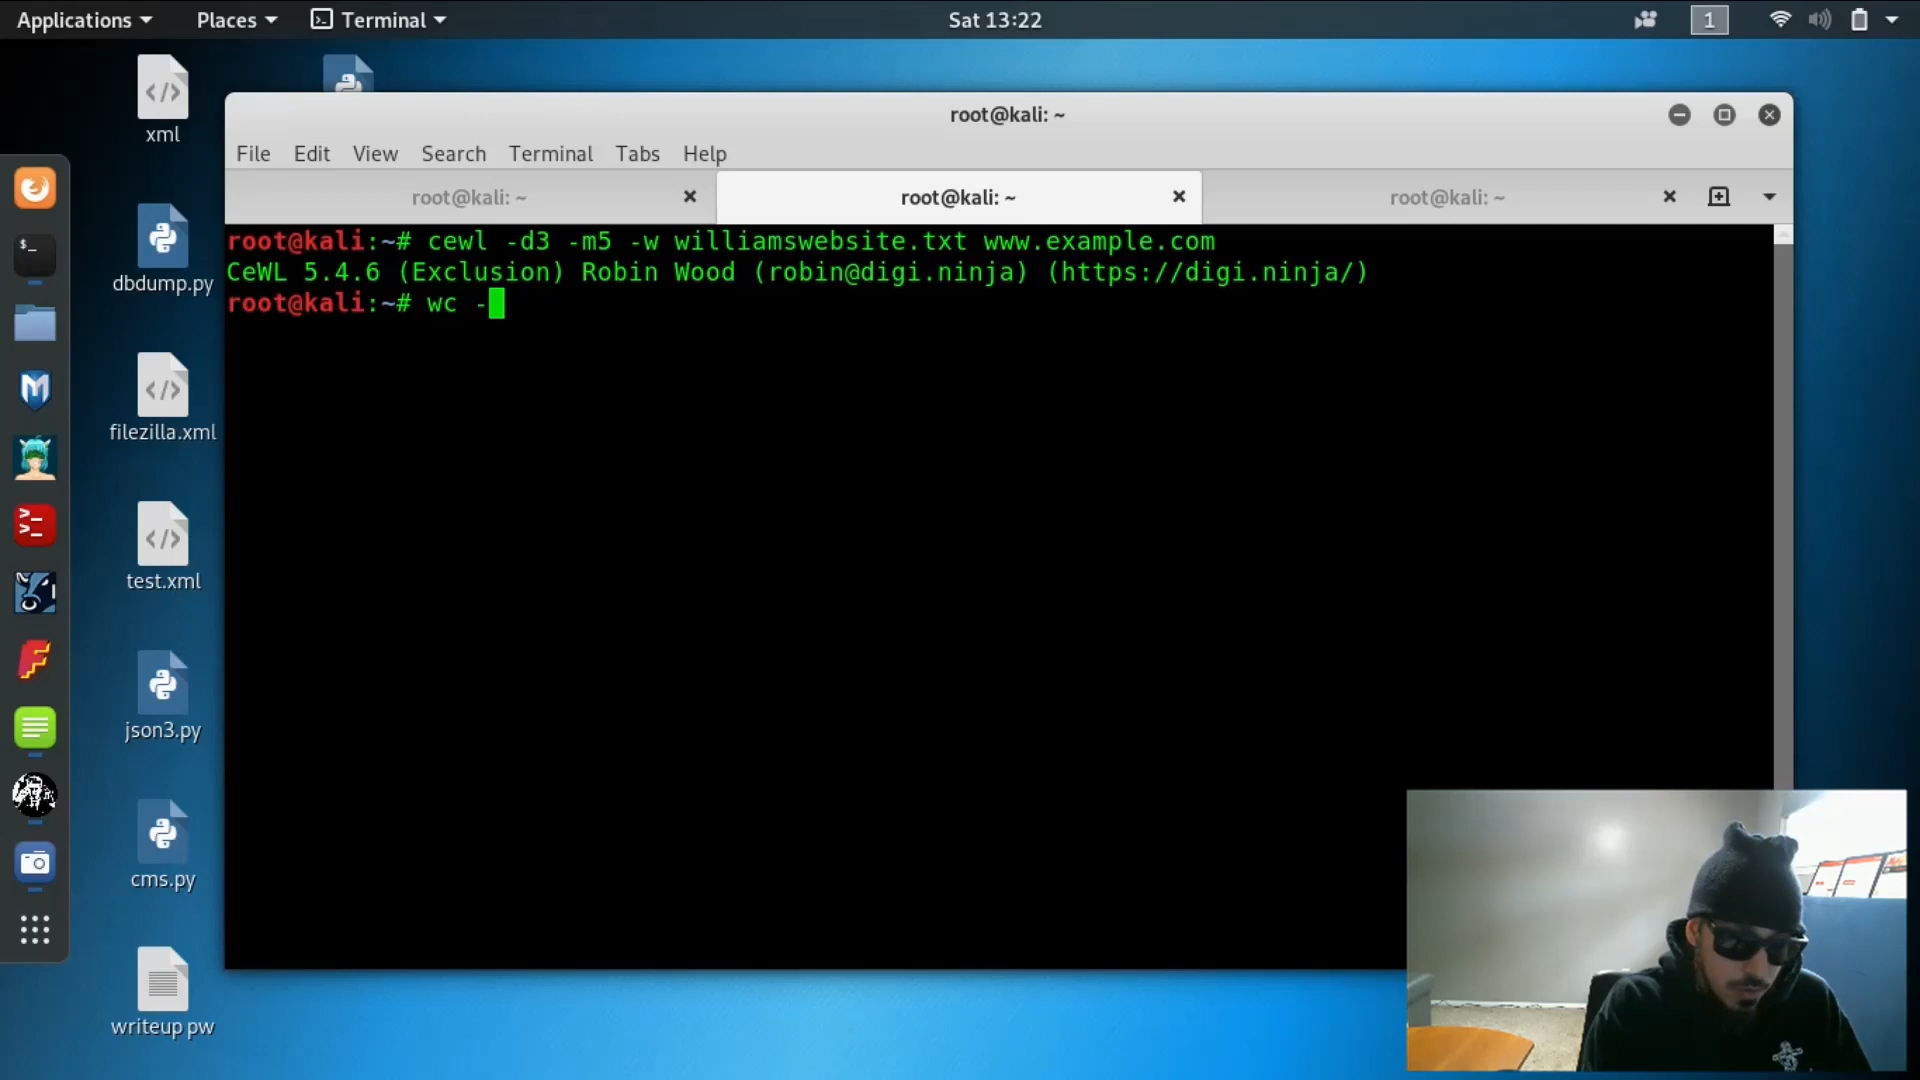 Applications Places Terminal Sat 13:22 1
xml
root@kali: ~
File Edit View Search Terminal Tabs Help
root@kali: ~ root@kali: ~ root@kali: ~
root@kali:~# cewl -d3 -m5 -w williamswebsite.txt www.example.com
CeWL 5.4.6 (Exclusion) Robin Wood (robin@digi.ninja) (https://digi.ninja/)
root@kali:~# wc -
dbdump.py
filezilla.xml
test.xml
json3.py
cms.py
writeup pw